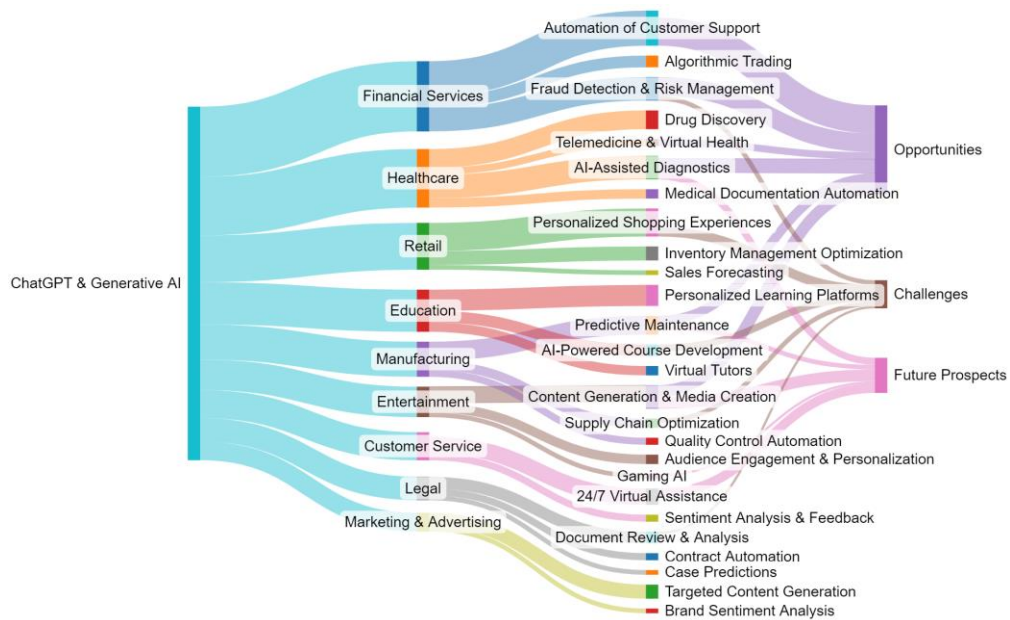 ChatGPT & Generative AI
Financial Services
Healthcare
Retail
Education
Manufacturing
Entertainment
Customer Service
Legal
Marketing & Advertising
Automation of Customer Support
Algorithmic Trading
Fraud Detection & Risk Management
Drug Discovery
Telemedicine & Virtual Health
AI-Assisted Diagnostics
Medical Documentation Automation
Personalized Shopping Experiences
Inventory Management Optimization
Sales Forecasting
Personalized Learning Platforms
Predictive Maintenance
AI-Powered Course Development
Virtual Tutors
Content Generation & Media Creation
Supply Chain Optimization
Quality Control Automation
Audience Engagement & Personalization
Gaming AI
24/7 Virtual Assistance
Sentiment Analysis & Feedback
Document Review & Analysis
Contract Automation
Case Predictions
Targeted Content Generation
Brand Sentiment Analysis
Opportunities
Challenges
Future Prospects